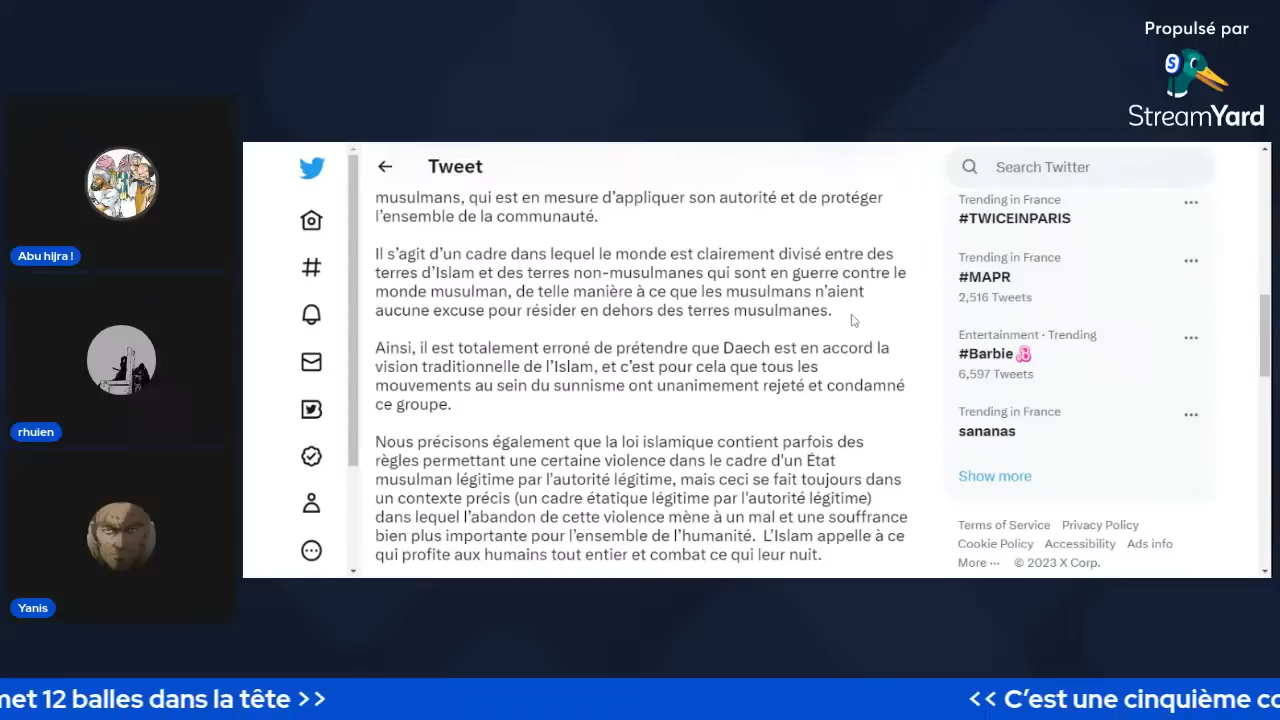 Propulsé par
StreamYard
Abu hijra !
rhuien
Yanis
Tweet
musulmans, qui est en mesure d’appliquer son autorité et de protéger
l’ensemble de la communauté.
Il s’agit d’un cadre dans lequel le monde est clairement divisé entre des
terres d’Islam et des terres non-musulmanes qui sont en guerre contre le
monde musulman, de telle manière à ce que les musulmans n’aient
aucune excuse pour résider en dehors des terres musulmanes.
Ainsi, il est totalement erroné de prétendre que Daech est en accord la
vision traditionnelle de l’Islam, et c’est pour cela que tous les
mouvements au sein du sunnisme ont unanimement rejeté et condamné
ce groupe.
Nous précisons également que la loi islamique contient parfois des
règles permettant une certaine violence dans le cadre d'un État
musulman légitime par l'autorité légitime, mais ceci se fait toujours dans
un contexte précis (un cadre étatique légitime par l'autorité légitime)
dans lequel l’abandon de cette violence mène à un mal et une souffrance
bien plus importante pour l’ensemble de l’humanité. L’Islam appelle à ce
qui profite aux humains tout entier et combat ce qui leur nuit.
Search Twitter
Trending in France
#TWICEINPARIS
Trending in France
#MAPR
2,516 Tweets
Entertainment · Trending
#Barbie
6,597 Tweets
Trending in France
sananas
Show more
Terms of Service Privacy Policy
Cookie Policy Accessibility Ads info
More ··· © 2023 X Corp.
met 12 balles dans la tête >>
<< C’est une cinquième co